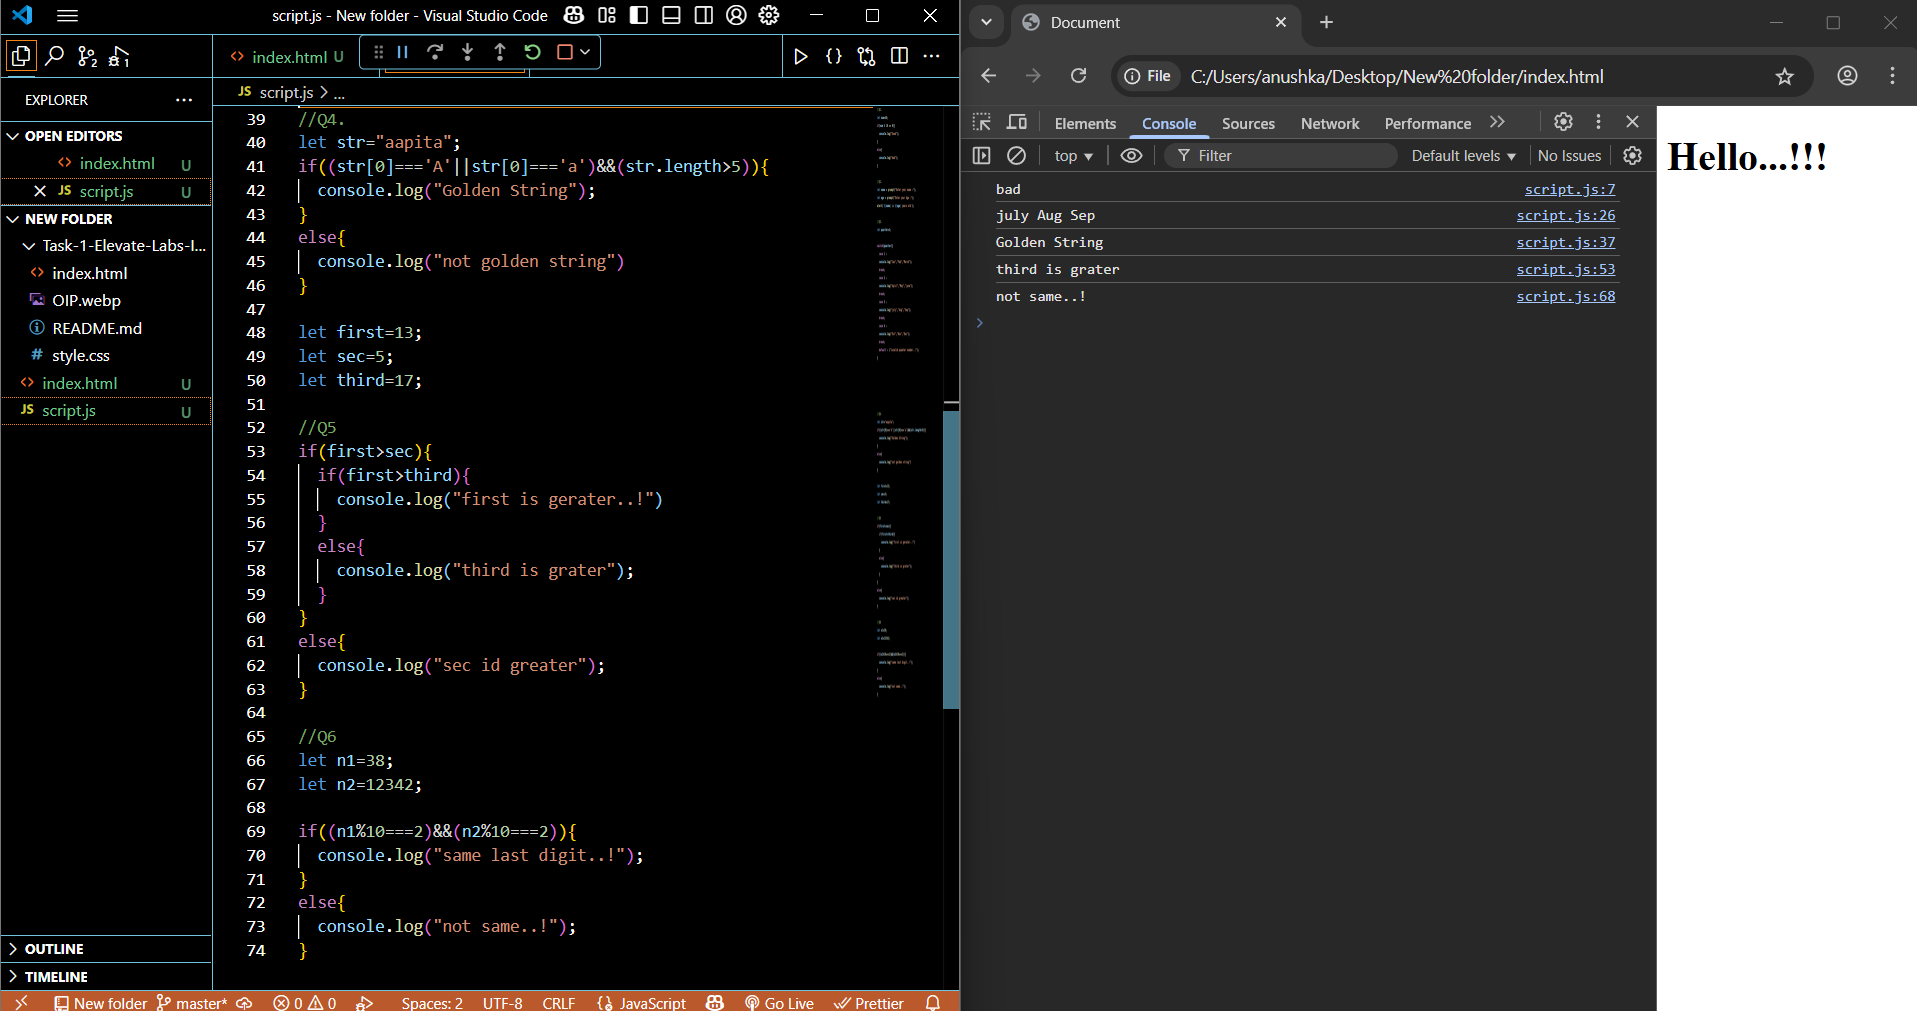 script.js - New folder - Visual Studio Code
index.html U
EXPLORER
JS script.js > ...
OPEN EDITORS
<> index.html U
JS script.js U
NEW FOLDER
Task-1-Elevate-Labs-I...
<> index.html
OIP.webp
README.md
# style.css
<> index.html U
JS script.js U
OUTLINE
TIMELINE
39 //Q4.
40 let str="aapita";
41 if((str[0]==='A'||str[0]==='a')&&(str.length>5)){
42 console.log("Golden String");
43 }
44 else{
45 console.log("not golden string")
46 }
47
48 let first=13;
49 let sec=5;
50 let third=17;
51
52 //Q5
53 if(first>sec){
54 if(first>third){
55 console.log("first is gerater..!")
56 }
57 else{
58 console.log("third is grater");
59 }
60 }
61 else{
62 console.log("sec id greater");
63 }
64
65 //Q6
66 let n1=38;
67 let n2=12342;
68
69 if((n1%10===2)&&(n2%10===2)){
70 console.log("same last digit..!");
71 }
72 else{
73 console.log("not same..!");
74 }
New folder master* 0 0 Spaces: 2 UTF-8 CRLF JavaScript Go Live Prettier
Document
File C:/Users/anushka/Desktop/New%20folder/index.html
Elements Console Sources Network Performance
top Filter Default levels No Issues
bad script.js:7
july Aug Sep script.js:26
Golden String script.js:37
third is grater script.js:53
not same..! script.js:68
Hello...!!!